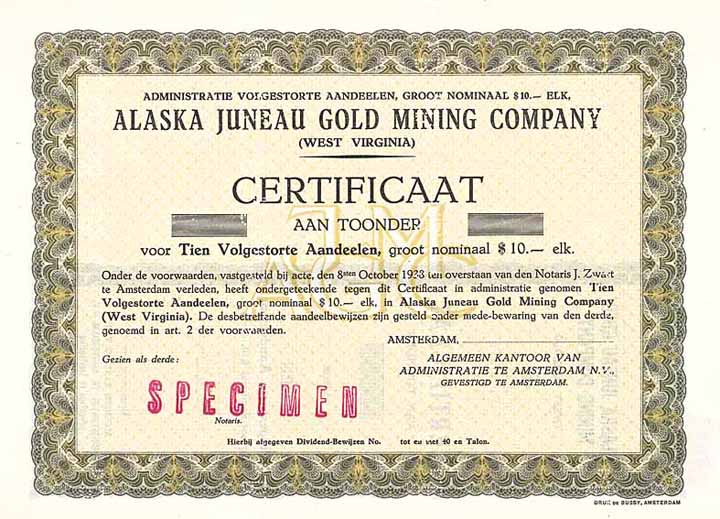 ADMINISTRATIE VOLGESTORTE AANDEELEN, GROOT NOMINAAL $10.— ELK,
ALASKA JUNEAU GOLD MINING COMPANY
(WEST VIRGINIA)
CERTIFICAAT
AAN TOONDER
voor Tien Volgestorte Aandeelen, groot nominaal $ 10.— elk.
Onder de voorwaarden, vastgesteld bij acte, den 8sten October 1933 ten overstaan van den Notaris J. Zwart
te Amsterdam verleden, heeft ondergeteekende tegen dit Certificaat in administratie genomen Tien
Volgestorte Aandeelen, groot nominaal $ 10.— elk, in Alaska Juneau Gold Mining Company
(West Virginia). De desbetreffende aandeelbewijzen zijn gesteld onder mede-bewaring van den derde,
genoemd in art. 2 der voorwaarden.
AMSTERDAM,
Gezien als derde:
ALGEMEEN KANTOOR VAN
ADMINISTRATIE TE AMSTERDAM N.V.,
GEVESTIGD TE AMSTERDAM.
SPECIMEN
Notaris.
Hierbij afgegeven Dividend-Bewijzen No. tot en met 40 en Talon.
DRUK DE BUSSY, AMSTERDAM